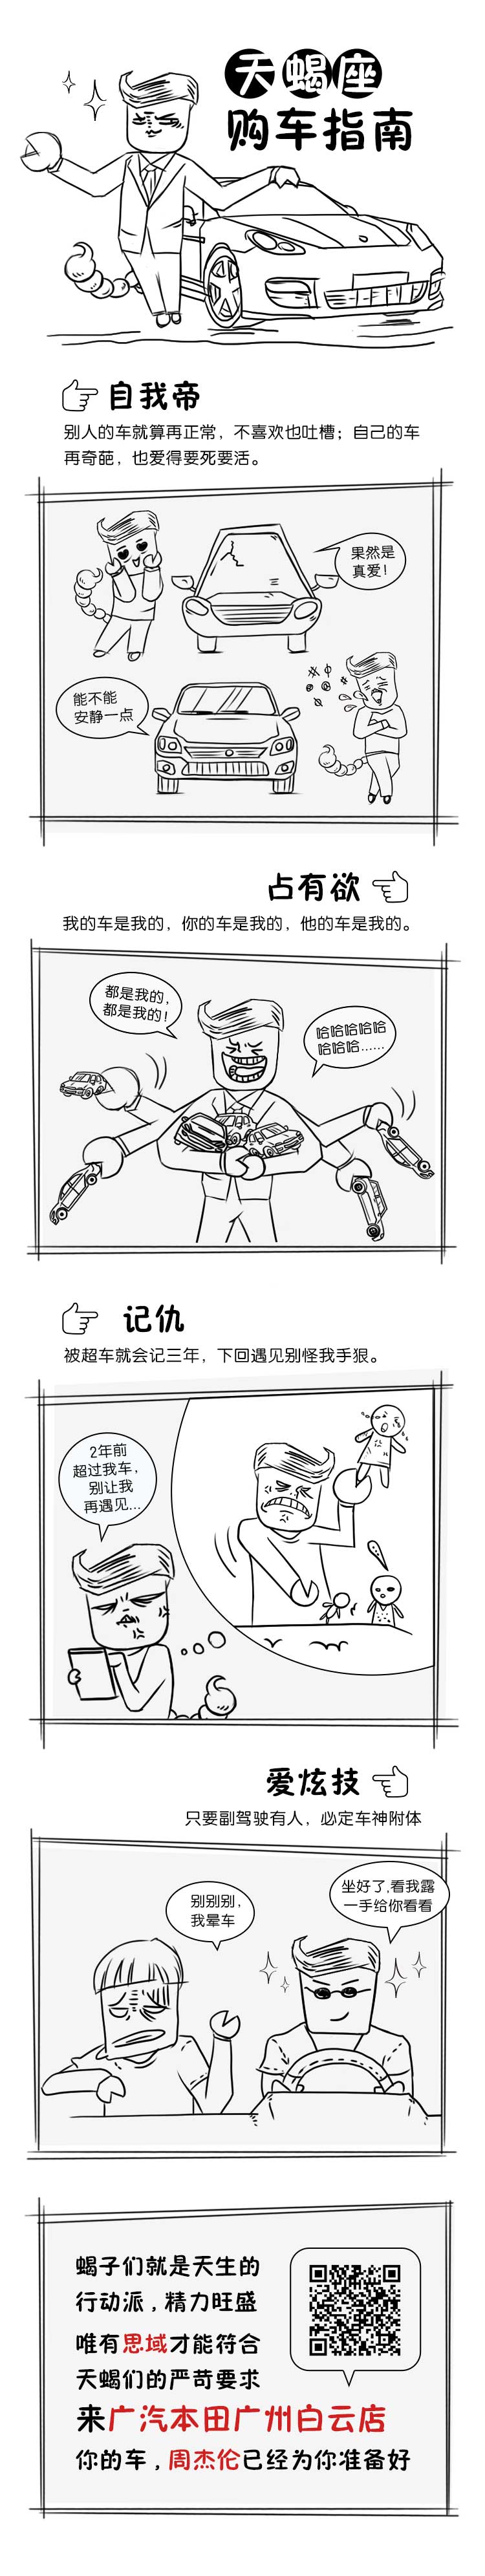 天蝎座
购车指南
自我帝
别人的车就算再正常，不喜欢也吐槽；自己的车
再奇葩，也爱得要死要活。
果然是
真爱！
能不能
安静一点
占有欲
我的车是我的，你的车是我的，他的车是我的。
都是我的，
都是我的！
哈哈哈哈哈
哈哈哈……
记仇
被超车就会记三年，下回遇见别怪我手狠。
2年前
超过我车，
别让我
再遇见...
爱炫技
只要副驾驶有人，必定车神附体
别别别，
我晕车
坐好了,看我露
一手给你看看
蝎子们就是天生的
行动派，精力旺盛
唯有思域才能符合
天蝎们的严苛要求
来广汽本田广州白云店
你的车，周杰伦已经为你准备好